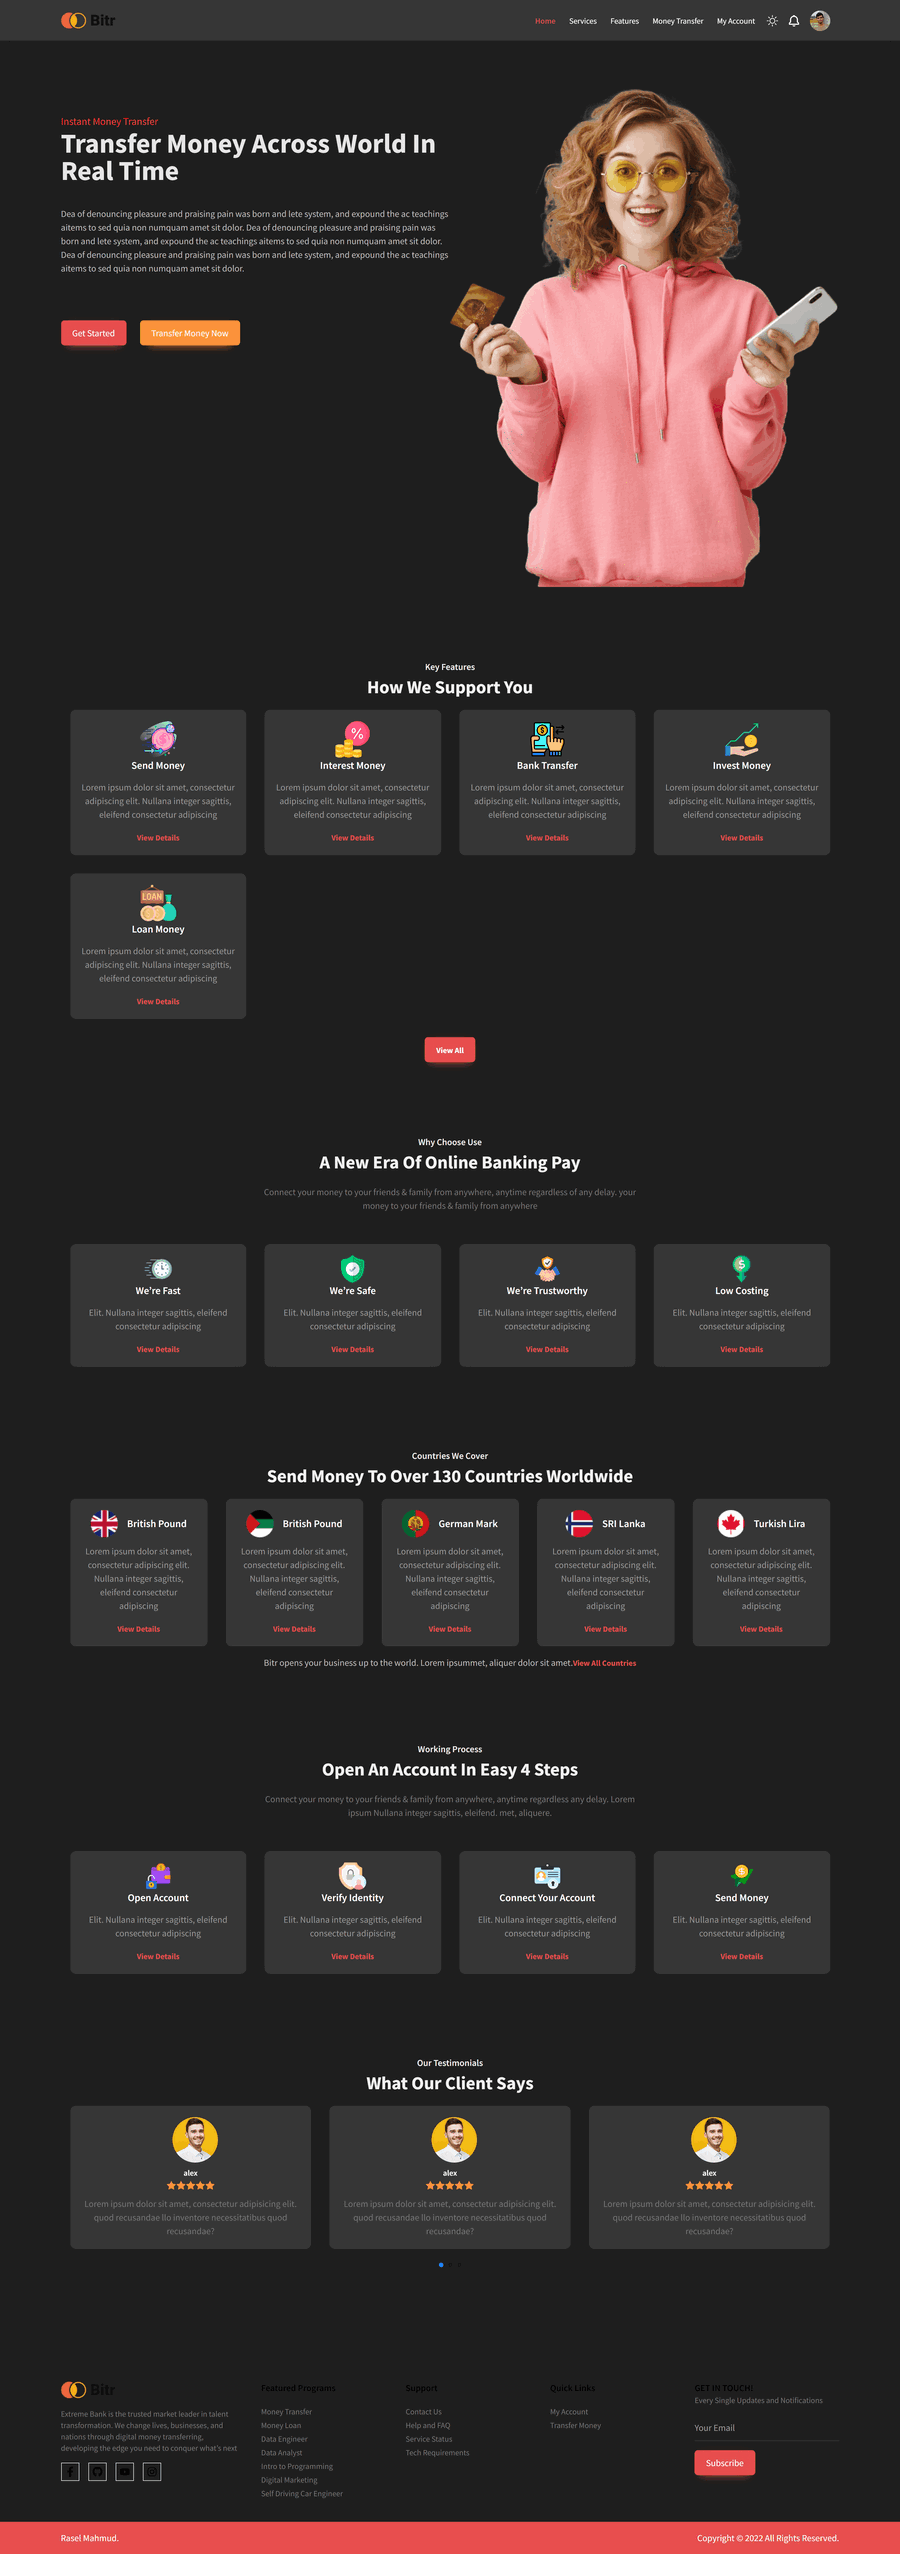 Bitr
Home Services Features Money Transfer My Account
Instant Money Transfer
Transfer Money Across World In
Real Time
Dea of denouncing pleasure and praising pain was born and lete system, and expound the ac teachings
aitems to sed quia non numquam amet sit dolor. Dea of denouncing pleasure and praising pain was
born and lete system, and expound the ac teachings aitems to sed quia non numquam amet sit dolor.
Dea of denouncing pleasure and praising pain was born and lete system, and expound the ac teachings
aitems to sed quia non numquam amet sit dolor.
Get Started Transfer Money Now
Key Features
How We Support You
Send Money
Lorem ipsum dolor sit amet, consectetur
adipiscing elit. Nullana integer sagittis,
eleifend consectetur adipiscing
View Details
Interest Money
Lorem ipsum dolor sit amet, consectetur
adipiscing elit. Nullana integer sagittis,
eleifend consectetur adipiscing
View Details
Bank Transfer
Lorem ipsum dolor sit amet, consectetur
adipiscing elit. Nullana integer sagittis,
eleifend consectetur adipiscing
View Details
Invest Money
Lorem ipsum dolor sit amet, consectetur
adipiscing elit. Nullana integer sagittis,
eleifend consectetur adipiscing
View Details
LOAN
Loan Money
Lorem ipsum dolor sit amet, consectetur
adipiscing elit. Nullana integer sagittis,
eleifend consectetur adipiscing
View Details
View All
Why Choose Use
A New Era Of Online Banking Pay
Connect your money to your friends & family from anywhere, anytime regardless of any delay. your
money to your friends & family from anywhere
We're Fast
Elit. Nullana integer sagittis, eleifend
consectetur adipiscing
View Details
We're Safe
Elit. Nullana integer sagittis, eleifend
consectetur adipiscing
View Details
We're Trustworthy
Elit. Nullana integer sagittis, eleifend
consectetur adipiscing
View Details
Low Costing
Elit. Nullana integer sagittis, eleifend
consectetur adipiscing
View Details
Countries We Cover
Send Money To Over 130 Countries Worldwide
British Pound
Lorem ipsum dolor sit amet,
consectetur adipiscing elit.
Nullana integer sagittis,
eleifend consectetur
adipiscing
View Details
British Pound
Lorem ipsum dolor sit amet,
consectetur adipiscing elit.
Nullana integer sagittis,
eleifend consectetur
adipiscing
View Details
German Mark
Lorem ipsum dolor sit amet,
consectetur adipiscing elit.
Nullana integer sagittis,
eleifend consectetur
adipiscing
View Details
SRI Lanka
Lorem ipsum dolor sit amet,
consectetur adipiscing elit.
Nullana integer sagittis,
eleifend consectetur
adipiscing
View Details
Turkish Lira
Lorem ipsum dolor sit amet,
consectetur adipiscing elit.
Nullana integer sagittis,
eleifend consectetur
adipiscing
View Details
Bitr opens your business up to the world. Lorem ipsummet, aliquer dolor sit amet.View All Countries
Working Process
Open An Account In Easy 4 Steps
Connect your money to your friends & family from anywhere, anytime regardless any delay. Lorem
ipsum Nullana integer sagittis, eleifend. met, aliquere.
Open Account
Elit. Nullana integer sagittis, eleifend
consectetur adipiscing
View Details
Verify Identity
Elit. Nullana integer sagittis, eleifend
consectetur adipiscing
View Details
Connect Your Account
Elit. Nullana integer sagittis, eleifend
consectetur adipiscing
View Details
Send Money
Elit. Nullana integer sagittis, eleifend
consectetur adipiscing
View Details
Our Testimonials
What Our Client Says
alex
Lorem ipsum dolor sit amet, consectetur adipisicing elit.
quod recusandae llo inventore necessitatibus quod
recusandae?
alex
Lorem ipsum dolor sit amet, consectetur adipisicing elit.
quod recusandae llo inventore necessitatibus quod
recusandae?
alex
Lorem ipsum dolor sit amet, consectetur adipisicing elit.
quod recusandae llo inventore necessitatibus quod
recusandae?
Bitr
Extreme Bank is the trusted market leader in talent
transformation. We change lives, businesses, and
nations through digital money transferring,
developing the edge you need to conquer what's next
Featured Programs
Money Transfer
Money Loan
Data Engineer
Data Analyst
Intro to Programming
Digital Marketing
Self Driving Car Engineer
Support
Contact Us
Help and FAQ
Service Status
Tech Requirements
Quick Links
My Account
Transfer Money
GET IN TOUCH!
Every Single Updates and Notifications
Your Email
Subscribe
Rasel Mahmud.
Copyright © 2022 All Rights Reserved.